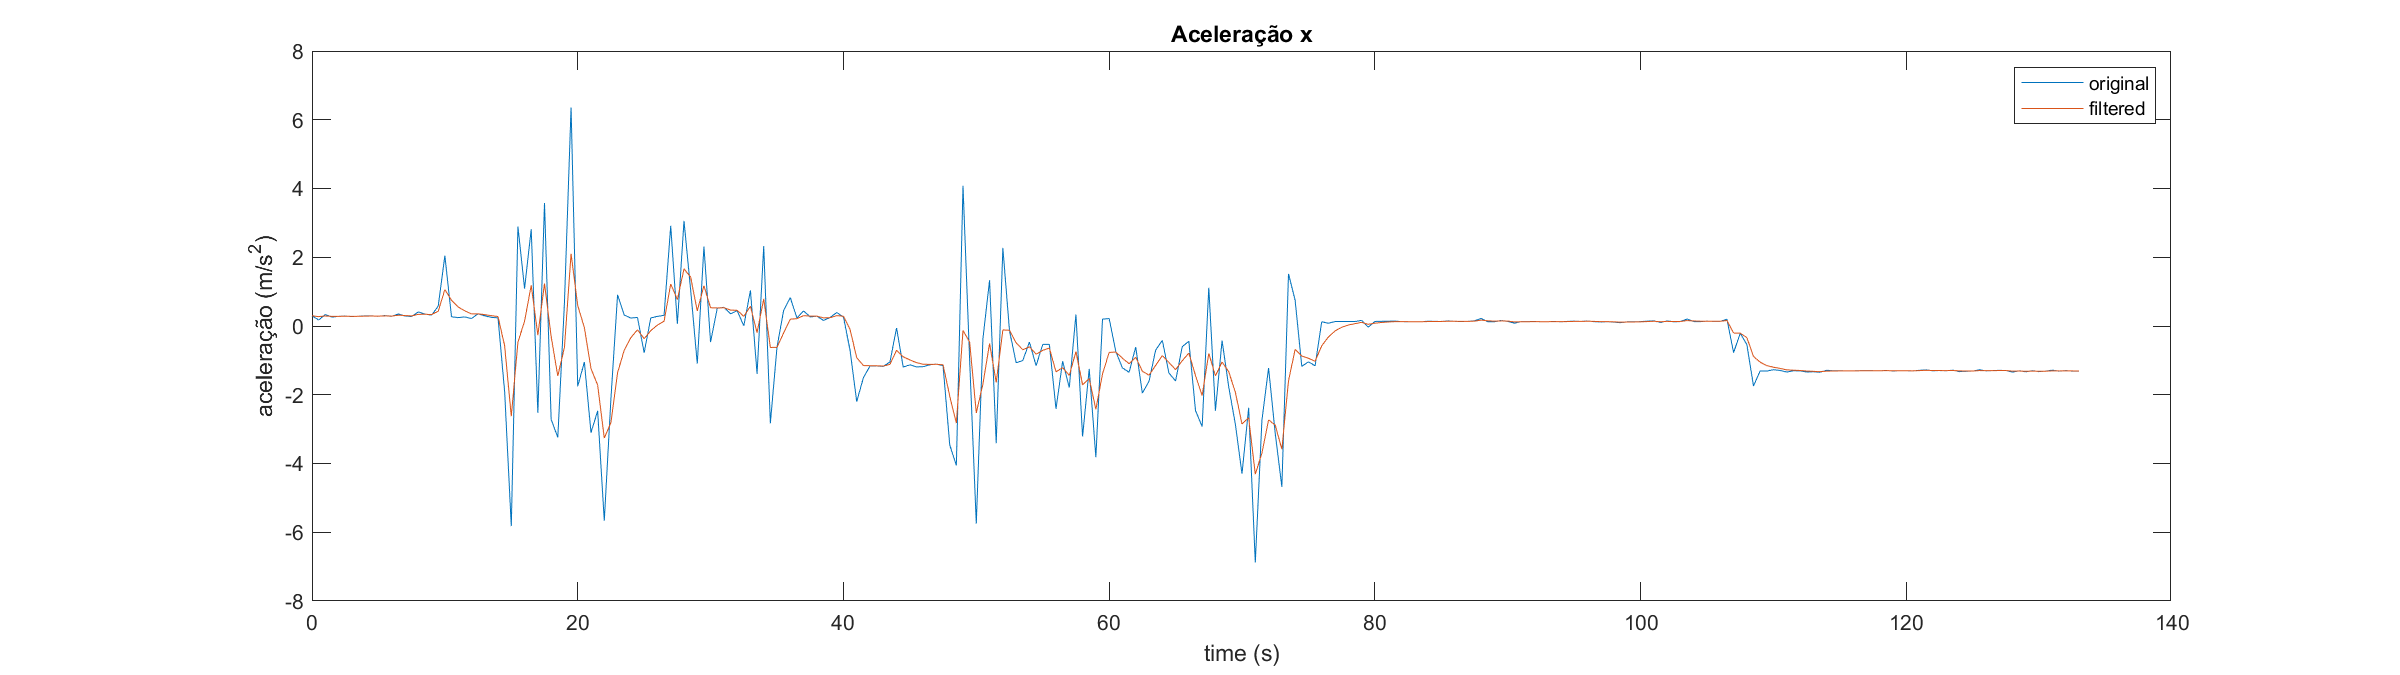 Aceleração x
original
filtered
aceleração (m/s²)
8
6
4
2
0
-2
-4
-6
-8
0 20 40 60 80 100 120 140
time (s)